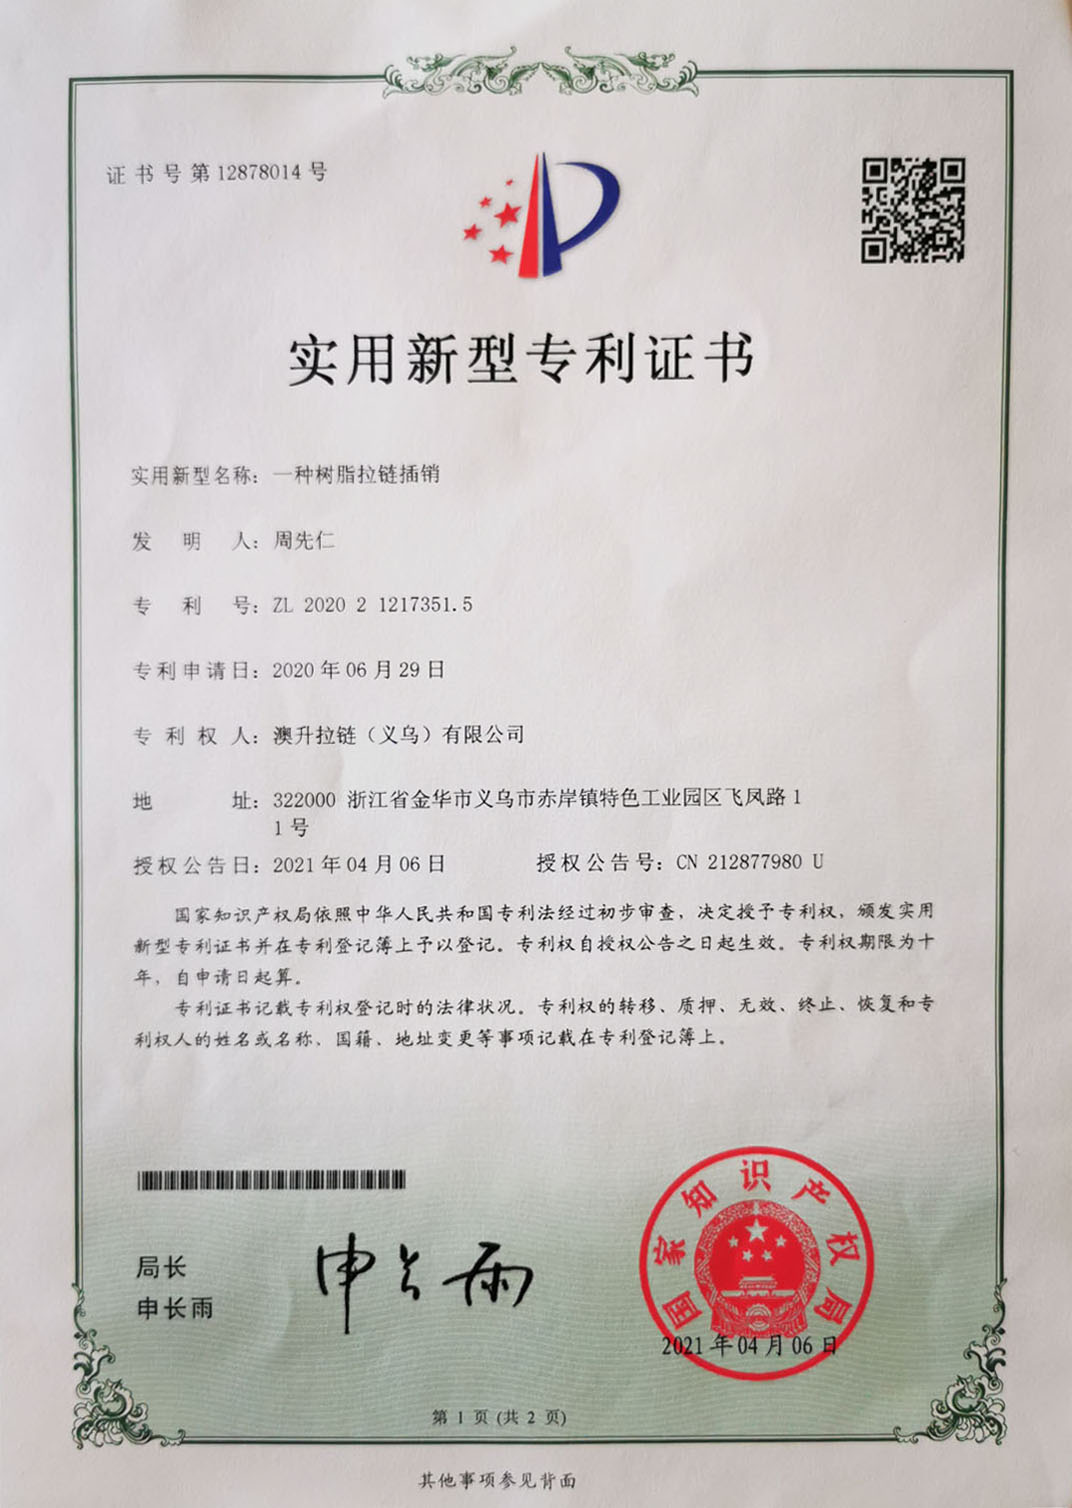 证书号第12878014号
实用新型专利证书
实用新型名称：一种树脂拉链插销
发明人：周先仁
专利号：ZL 2020 2 1217351.5
专利申请日：2020年06月29日
专利权人：澳升拉链（义乌）有限公司
地址：322000 浙江省金华市义乌市赤岸镇特色工业园区飞凤路1
1号
授权公告日：2021年04月06日 授权公告号：CN 212877980 U
国家知识产权局依照中华人民共和国专利法经过初步审查，决定授予专利权，颁发实用
新型专利证书并在专利登记簿上予以登记。专利权自授权公告之日起生效。专利权期限为十
年，自申请日起算。
专利证书记载专利权登记时的法律状况。专利权的转移、质押、无效、终止、恢复和专
利权人的姓名或名称、国籍、地址变更等事项记载在专利登记簿上。
局长
申长雨
申长雨
国家知识产权局
2021年04月06日
第1页(共2页)
其他事项参见背面